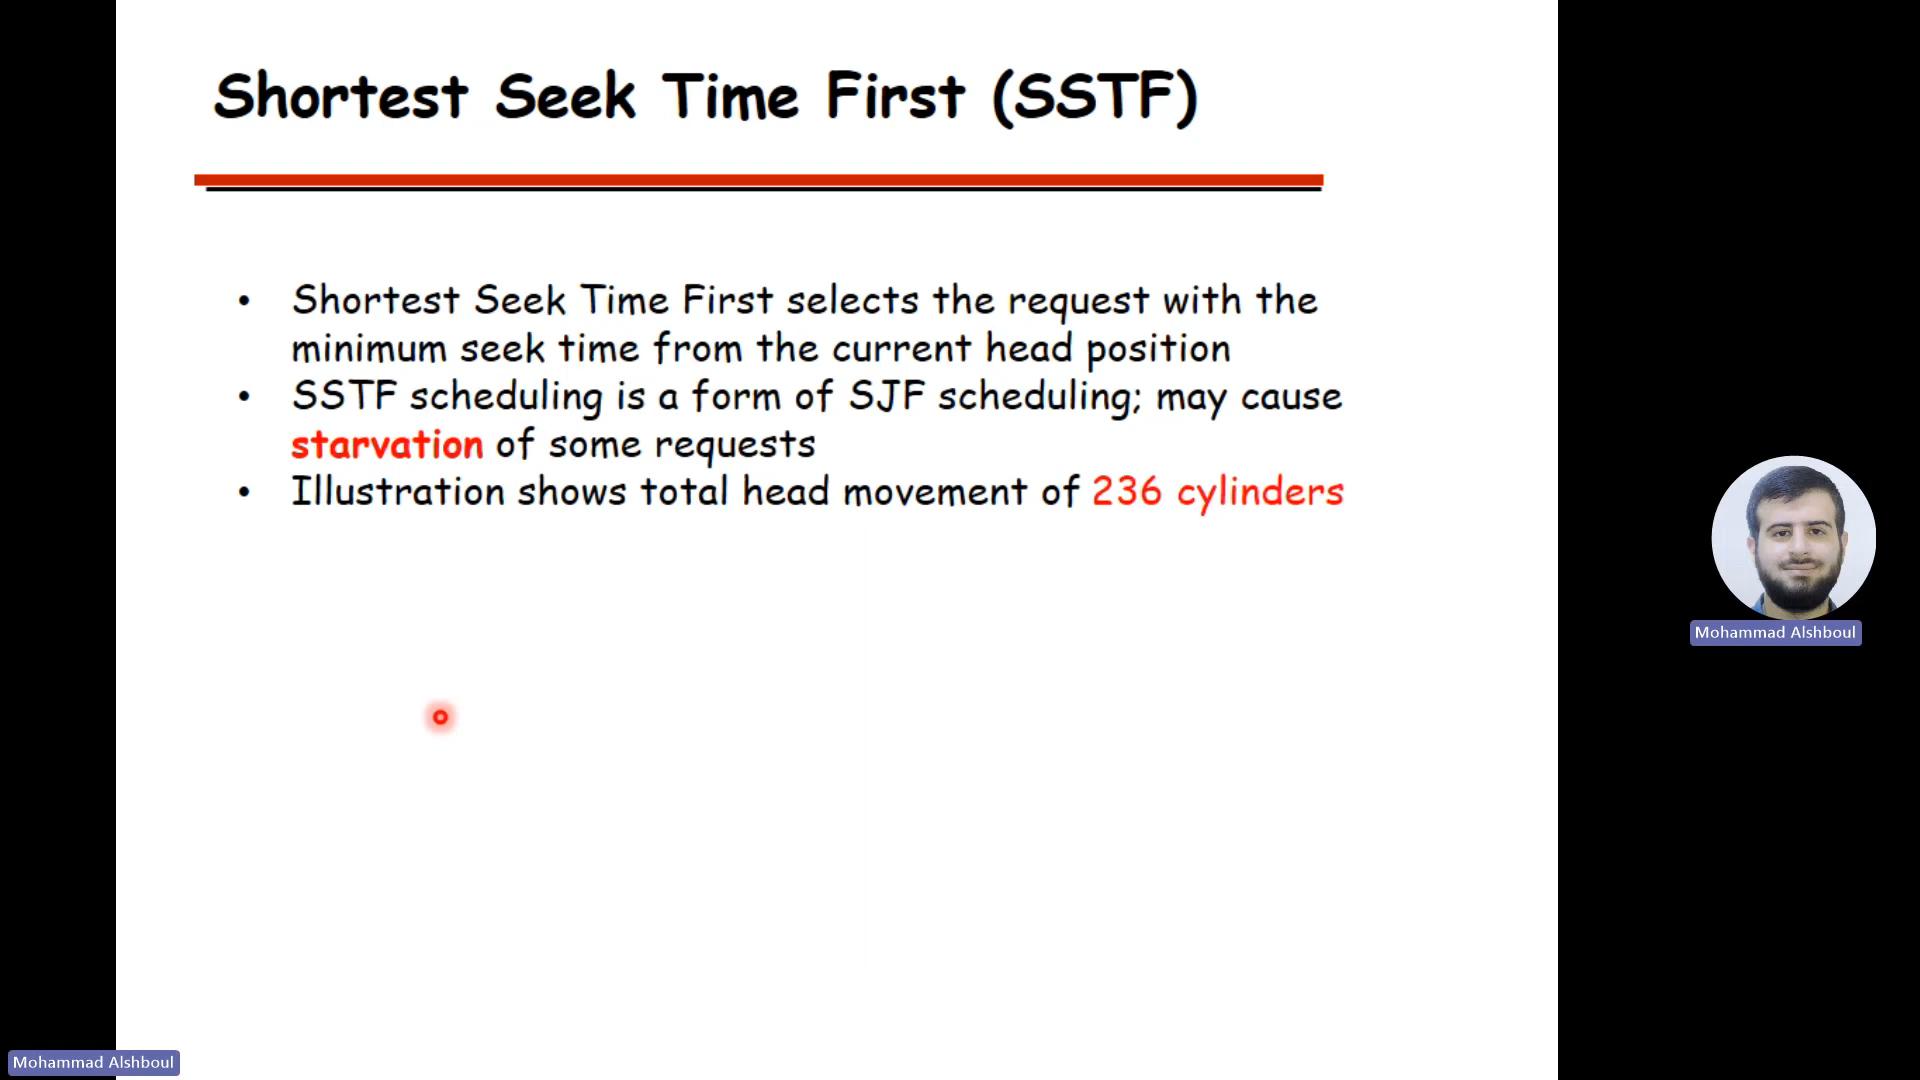 Shortest Seek Time First (SSTF)
• Shortest Seek Time First selects the request with the
minimum seek time from the current head position
• SSTF scheduling is a form of SJF scheduling; may cause
starvation of some requests
• Illustration shows total head movement of 236 cylinders
Mohammad Alshboul
Mohammad Alshboul